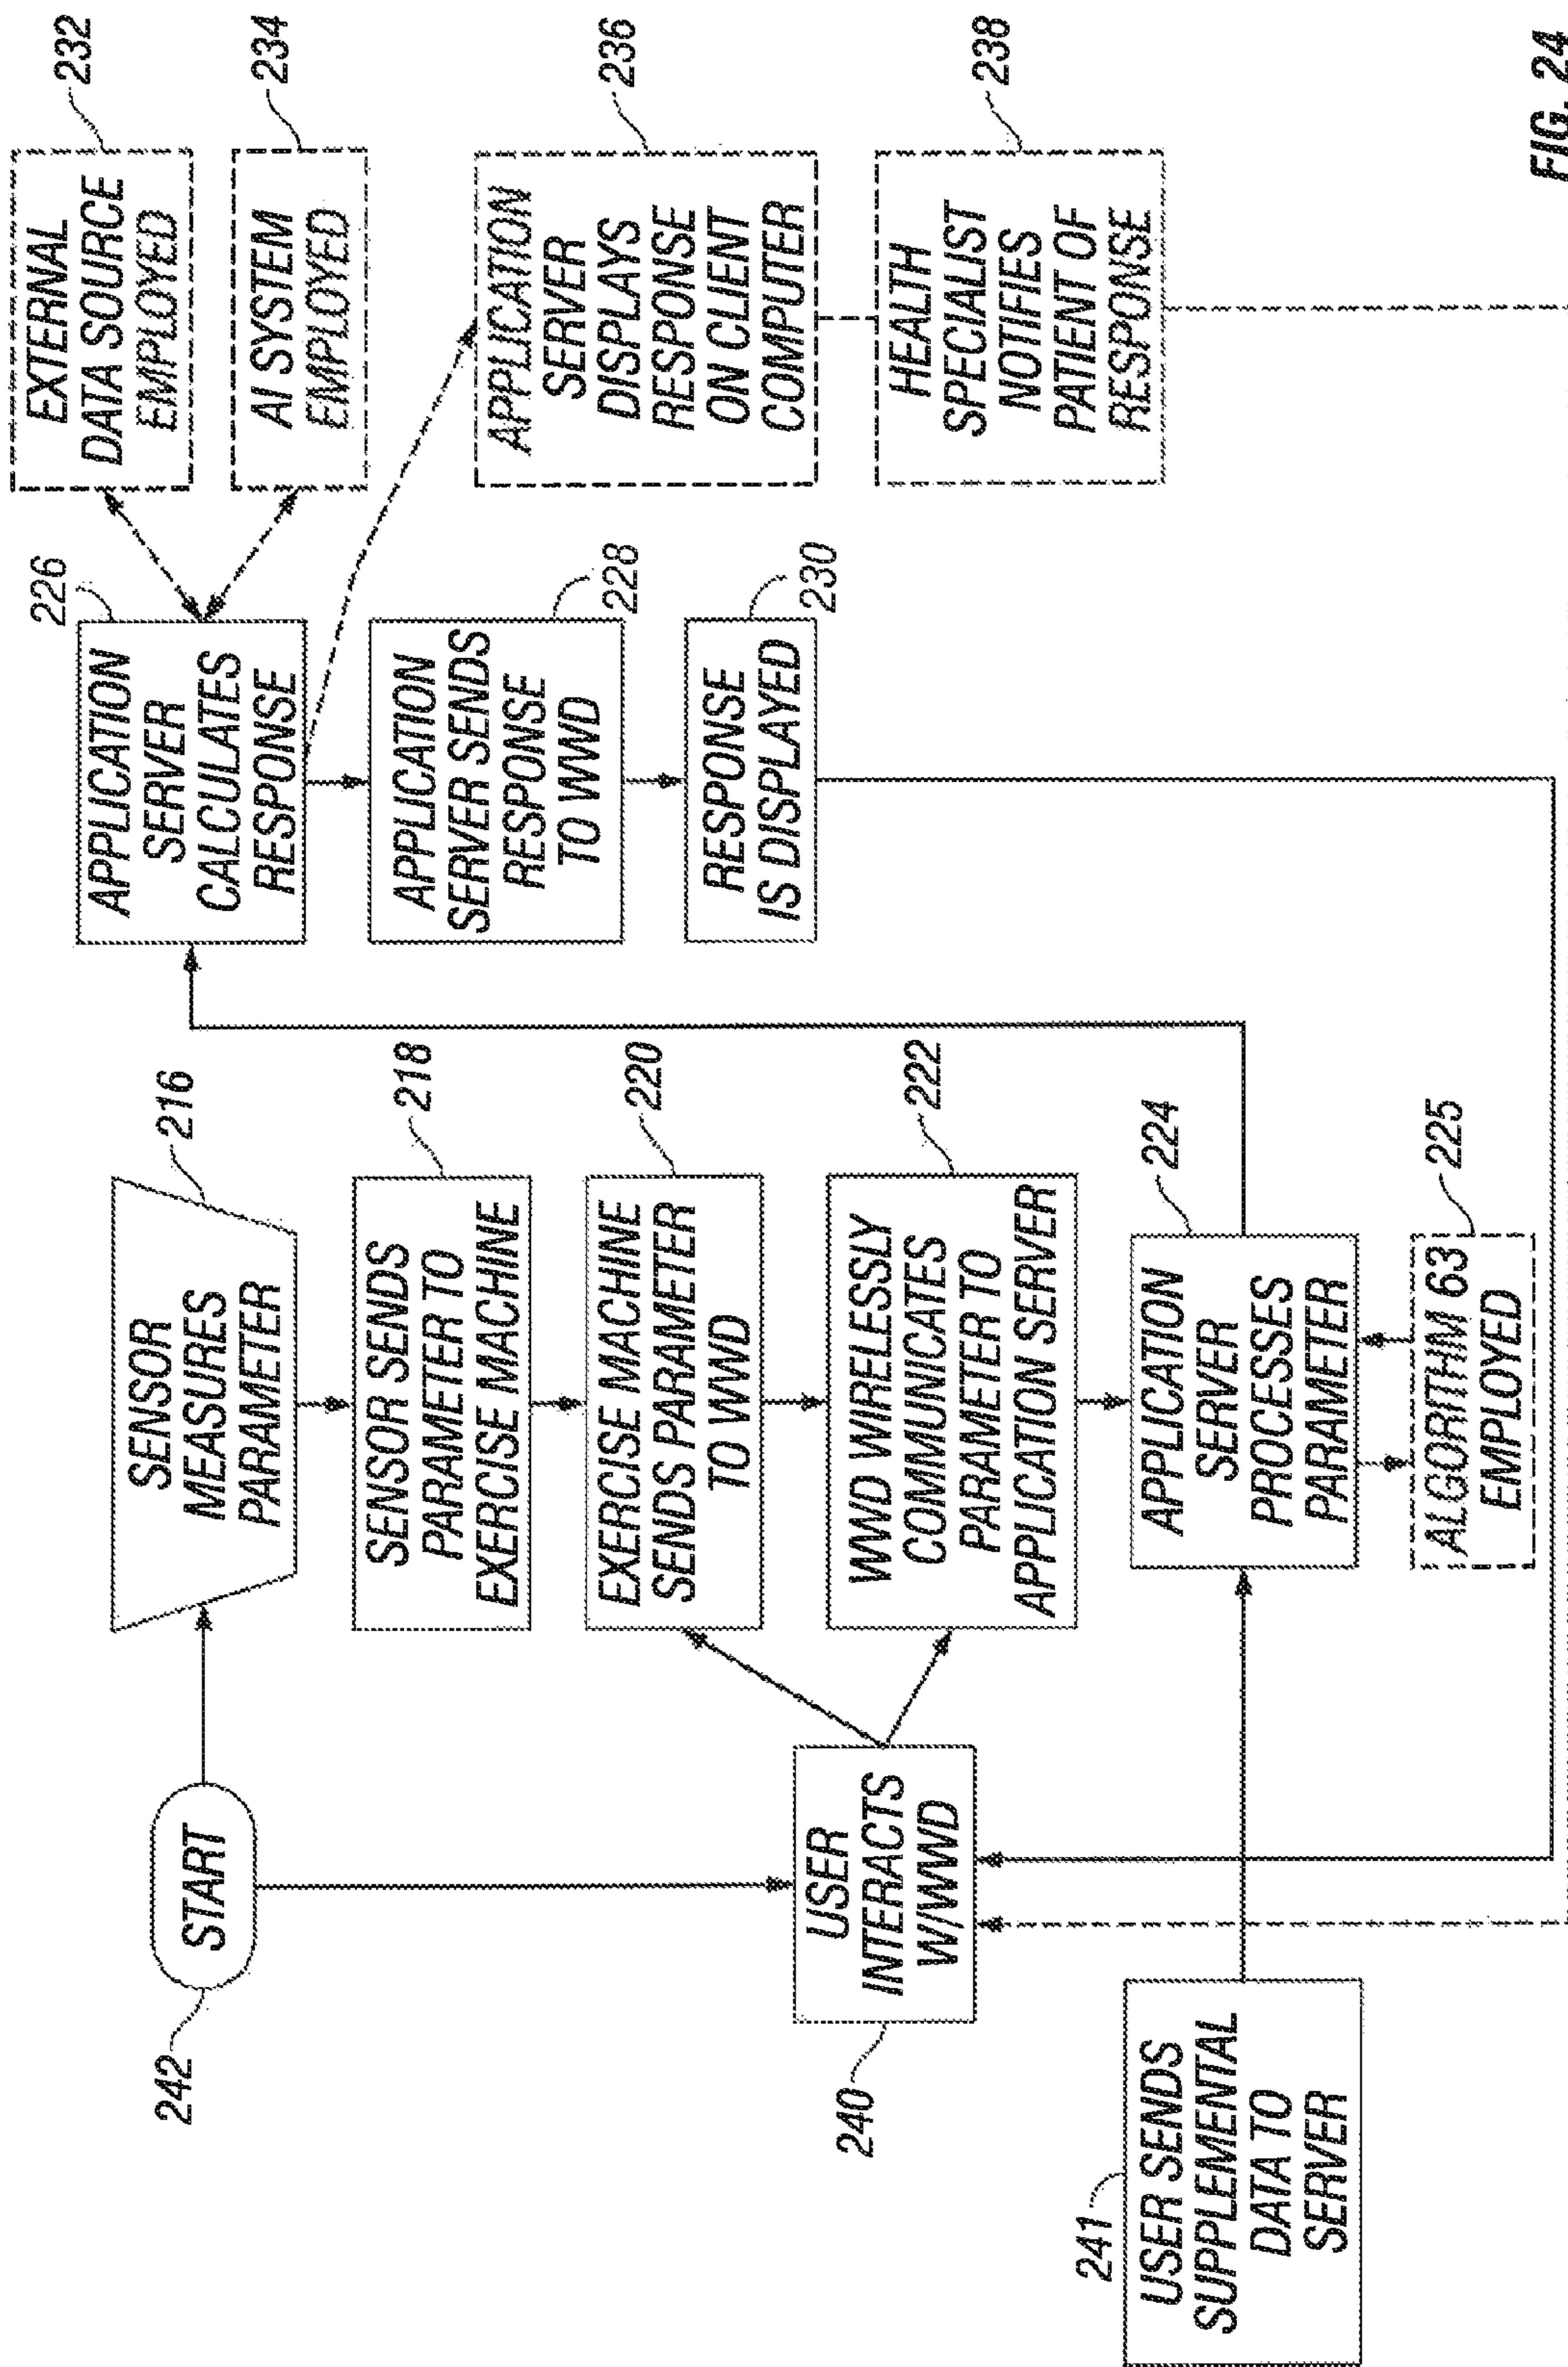 242
START
216
SENSOR
MEASURES
PARAMETER
218
SENSOR SENDS
PARAMETER TO
EXERCISE MACHINE
220
EXERCISE MACHINE
SENDS PARAMETER
TO WWD
222
WWD WIRELESSLY
COMMUNICATES
PARAMETER TO
APPLICATION SERVER
224
APPLICATION
SERVER
PROCESSES
PARAMETER
225
ALGORITHM 63
EMPLOYED
240
USER
INTERACTS
W/WWD
241
USER SENDS
SUPPLEMENTAL
DATA TO
SERVER
226
APPLICATION
SERVER
CALCULATES
RESPONSE
228
APPLICATION
SERVER SENDS
RESPONSE
TO WWD
230
RESPONSE
IS DISPLAYED
232
EXTERNAL
DATA SOURCE
EMPLOYED
234
AI SYSTEM
EMPLOYED
236
APPLICATION
SERVER
DISPLAYS
RESPONSE
ON CLIENT
COMPUTER
238
HEALTH
SPECIALIST
NOTIFIES
PATIENT OF
RESPONSE
FIG. 24